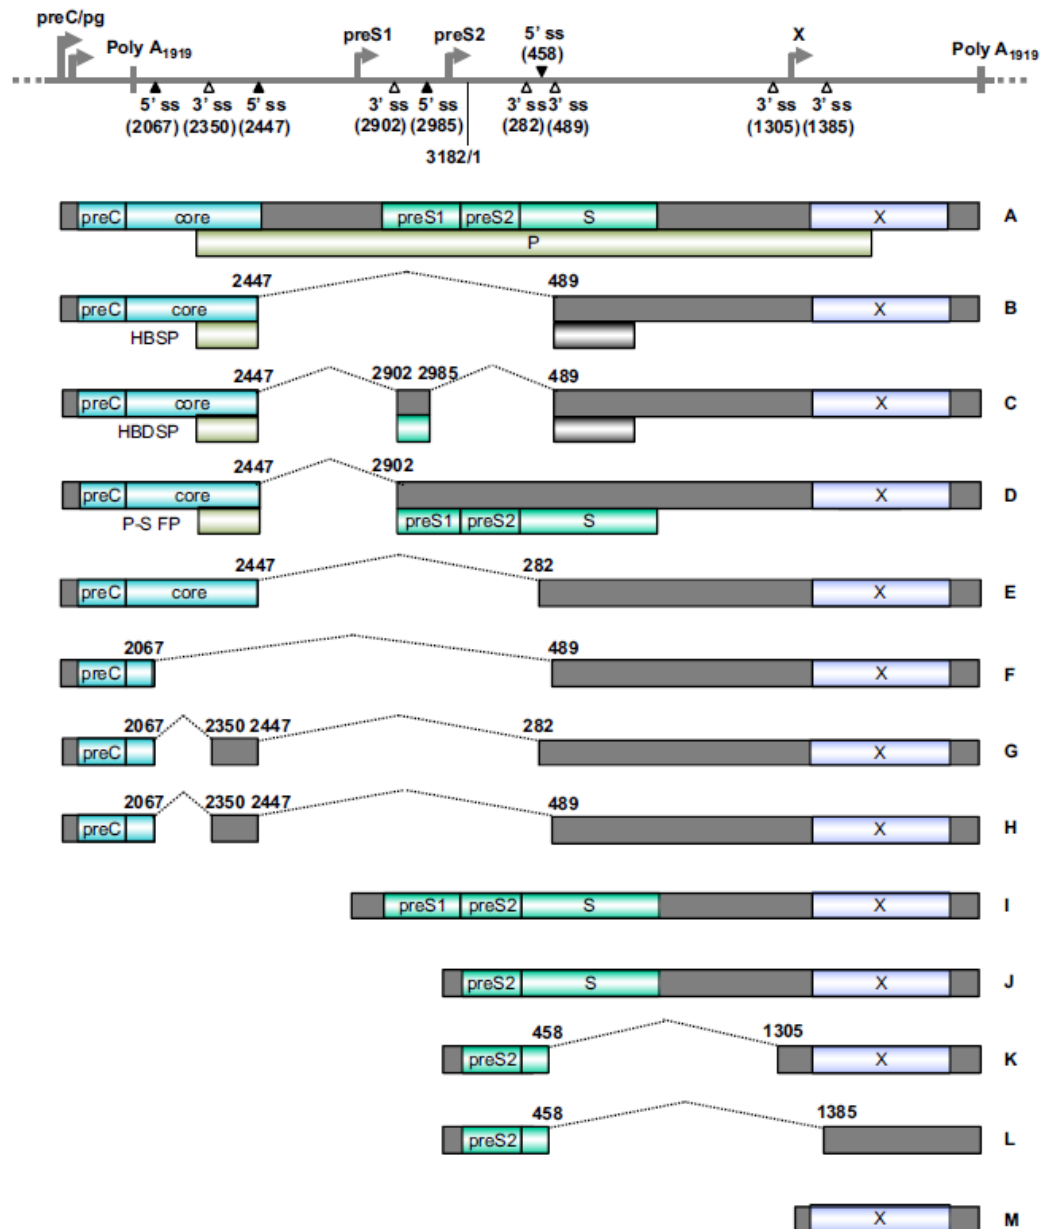 preC/pg
Poly A1919
preS1
preS2
5' ss
(458)
X
Poly A1919
5' ss 3' ss 5' ss
(2067) (2350) (2447)
3' ss 5' ss
(2902) (2985)
3' ss 3' ss
(282) (489)
3' ss 3' ss
(1305) (1385)
3182/1
preC core preS1 preS2 S X A
P
2447 489
preC core X B
HBSP
2447 2902 2985 489
preC core X C
HBDSP
2447 2902
preC core X D
P-S FP preS1 preS2 S
2447 282
preC core X E
2067 489
preC X F
2067 2350 2447 282
preC X G
2067 2350 2447 489
preC X H
preS1 preS2 S X I
preS2 S X J
458 1305
preS2 X K
458 1385
preS2 L
X M